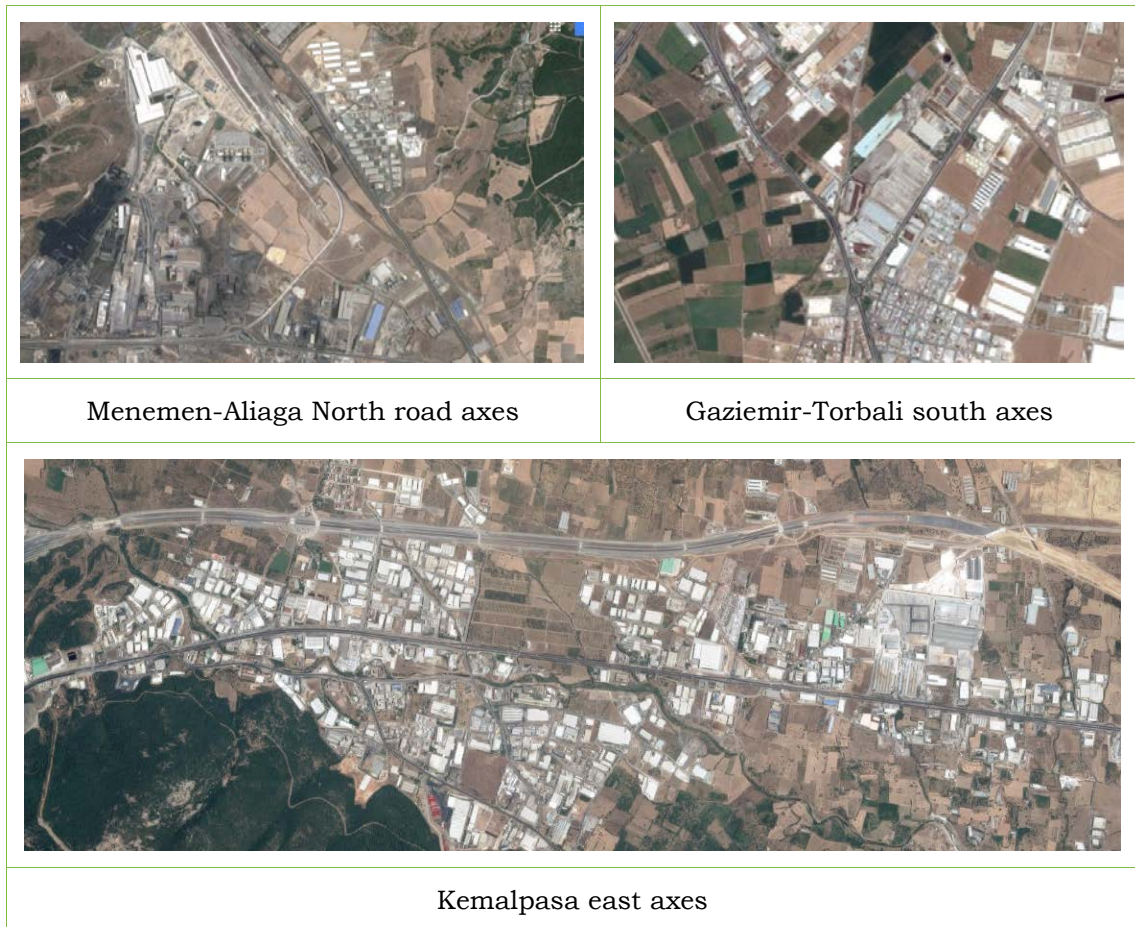 Menemen-Aliaga North road axes
Gaziemir-Torbali south axes
Kemalpasa east axes